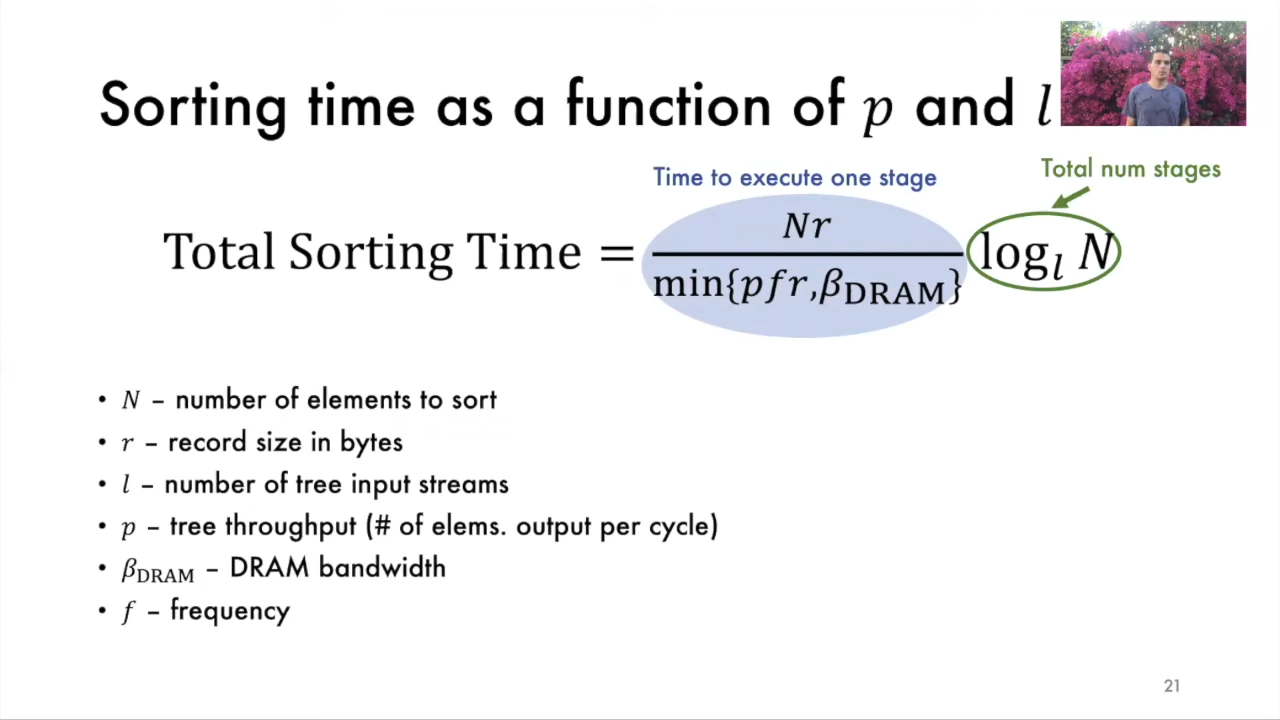 Sorting time as a function of p and l
Time to execute one stage
Total num stages
Total Sorting Time = Nr / min{pfr,β_DRAM} log_l N
• N – number of elements to sort
• r – record size in bytes
• l – number of tree input streams
• p – tree throughput (# of elems. output per cycle)
• β_DRAM – DRAM bandwidth
• f – frequency
21